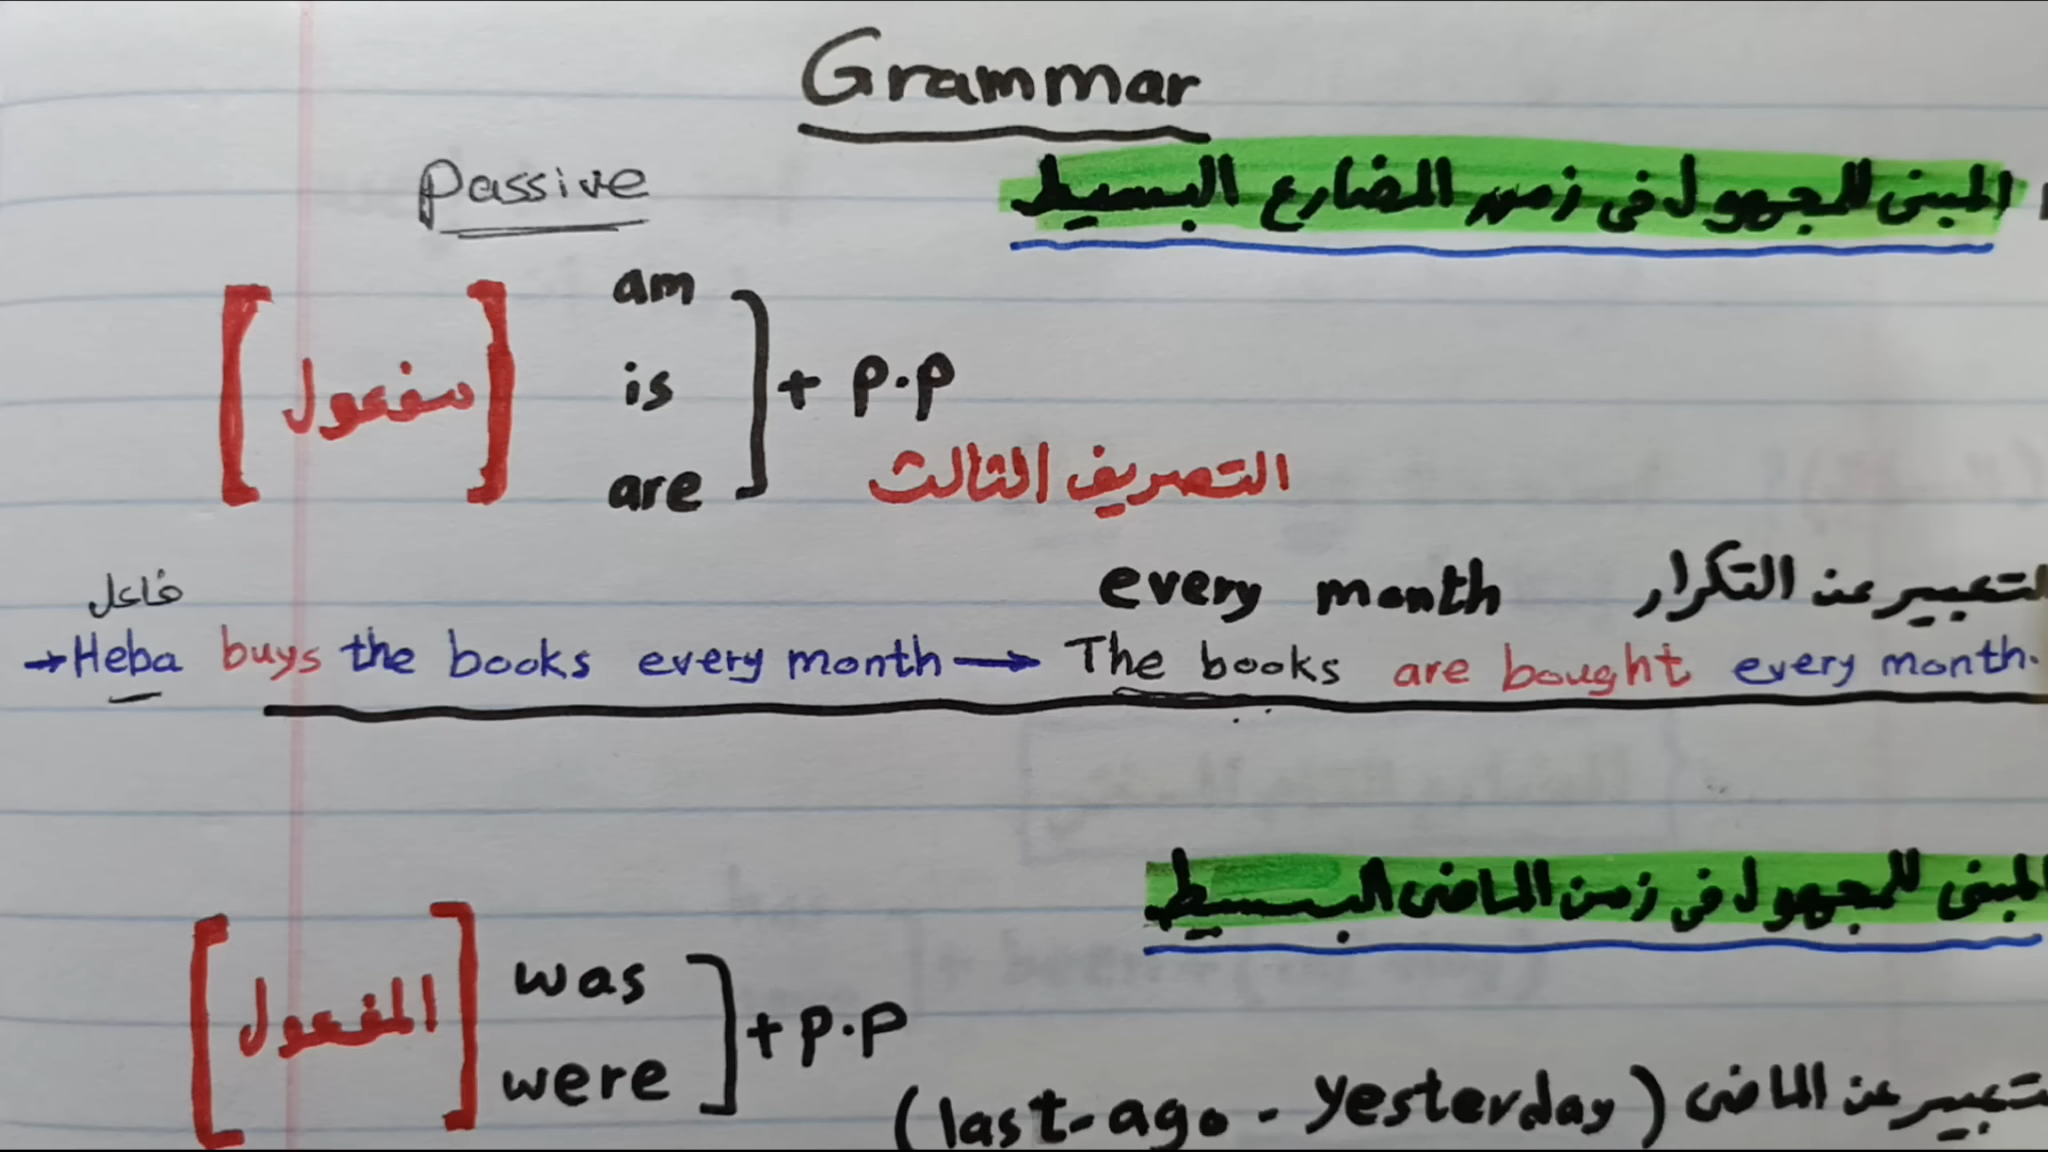 Grammar
Passive
المبنى للمجهول فى زمن المضارع البسيط
[مفعول] am
is
are
] + p.p
التصريف الثالث
every month للتعبير عن التكرار
فاعل
→ Heba buys the books every month → The books are bought every month.
المبنى للمجهول فى زمن الماضى البسيط
[المفعول] was
were
] + p.p
(last - ago - yesterday) للتعبير عن الماضى